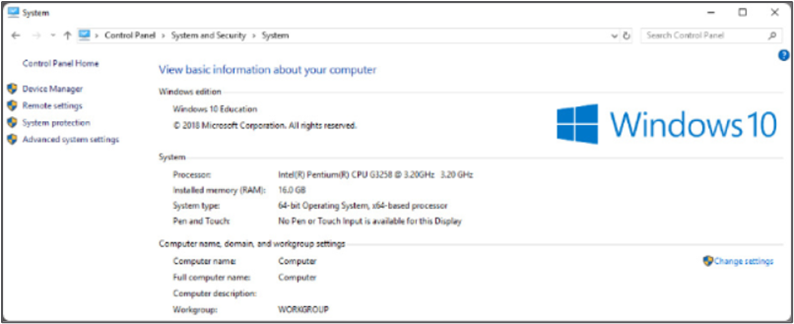 System
Control Panel > System and Security > System
Search Control Panel
Control Panel Home
Device Manager
Remote settings
System protection
Advanced system settings
View basic information about your computer
Windows edition
Windows 10 Education
© 2018 Microsoft Corporation. All rights reserved.
Windows 10
System
Processor: Intel(R) Pentium(R) CPU G3258 @ 3.20GHz 3.20 GHz
Installed memory (RAM): 16.0 GB
System type: 64-bit Operating System, x64-based processor
Pen and Touch: No Pen or Touch Input is available for this Display
Computer name, domain, and workgroup settings
Computer name: Computer
Full computer name: Computer
Computer description:
Workgroup: WORKGROUP
Change settings